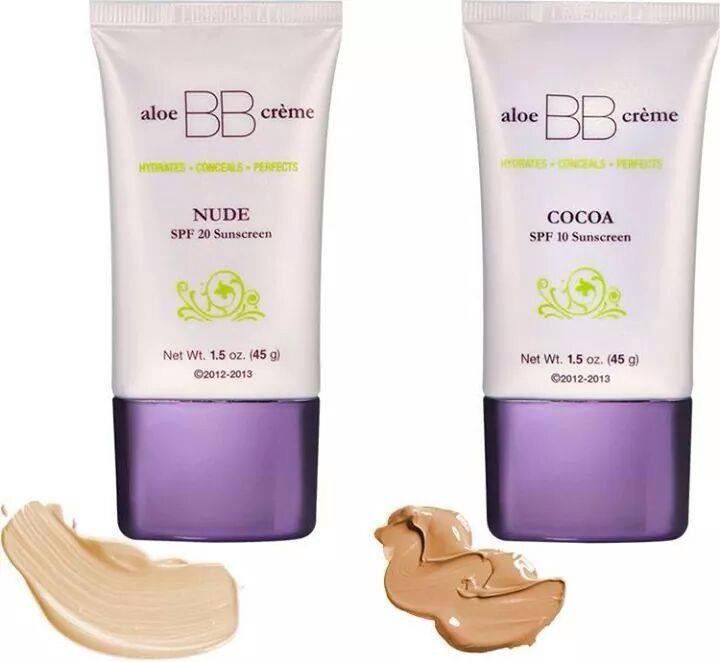 aloe BB crème
HYDRATES • CONCEALS • PERFECTS
NUDE
SPF 20 Sunscreen
Net Wt. 1.5 oz. (45 g)
©2012-2013
aloe BB crème
HYDRATES • CONCEALS • PERFECTS
COCOA
SPF 10 Sunscreen
Net Wt. 1.5 oz. (45 g)
©2012-2013